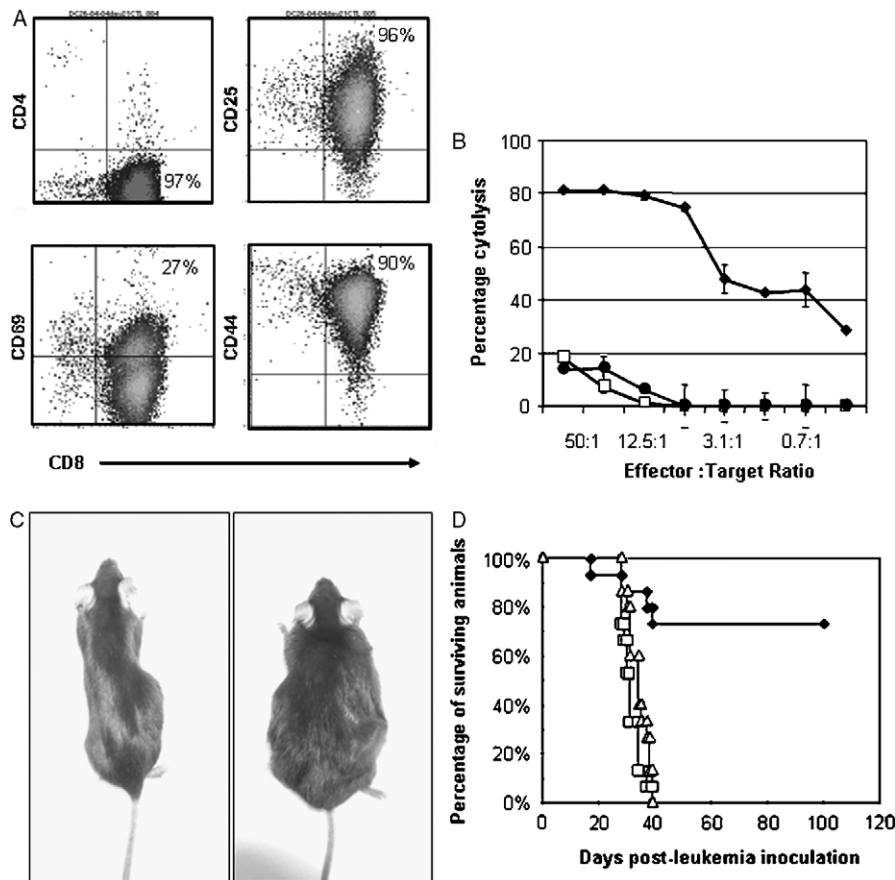 A
CD4
97%
CD25
96%
CD69
27%
CD44
90%
CD8
B
Percentage cytolysis
100
80
60
40
20
0
50:1 12.5:1 3.1:1 0.7:1
Effector :Target Ratio
C
D
Percentage of surviving animals
100%
80%
60%
40%
20%
0%
0 20 40 60 80 100 120
Days post-leukemia inoculation